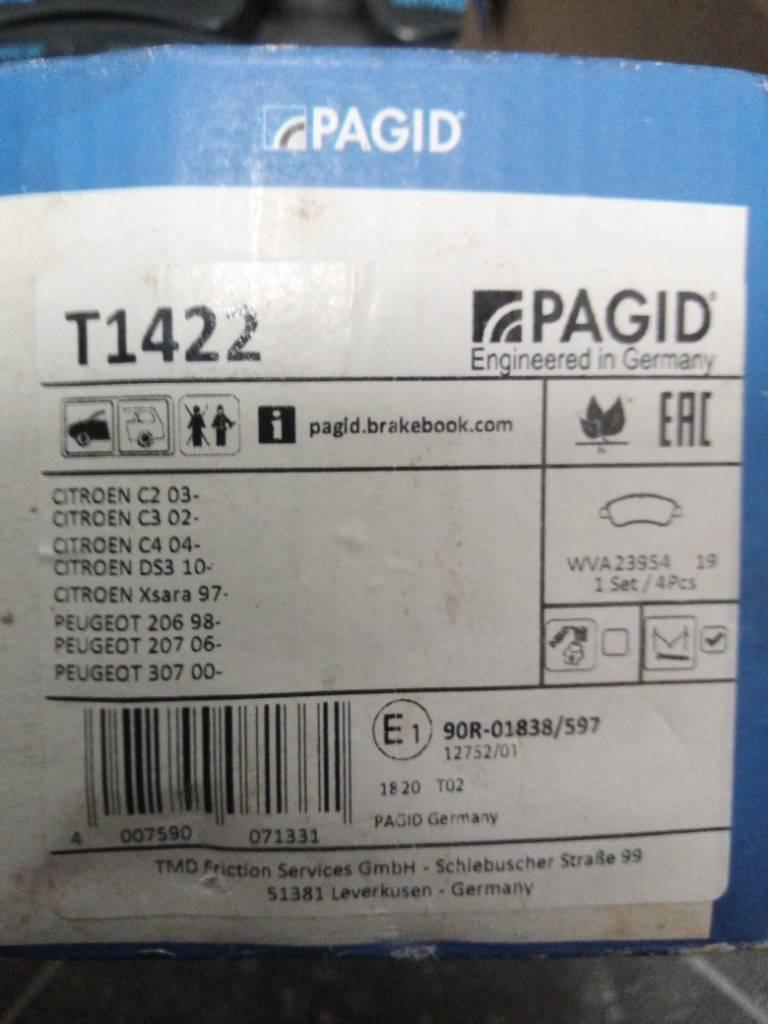 PAGID
T1422
PAGID
Engineered in Germany
i pagid.brakebook.com
EAC
CITROEN C2 03-
CITROEN C3 02-
CITROEN C4 04-
CITROEN DS3 10-
CITROEN Xsara 97-
PEUGEOT 206 98-
PEUGEOT 207 06-
PEUGEOT 307 00-
WVA23954 19
1 Set / 4Pcs
E1 90R-01838/597
12752/01
1820 T02
PAGID Germany
4 007590 071331
TMD Friction Services GmbH - Schlebuscher Straße 99
51381 Leverkusen - Germany